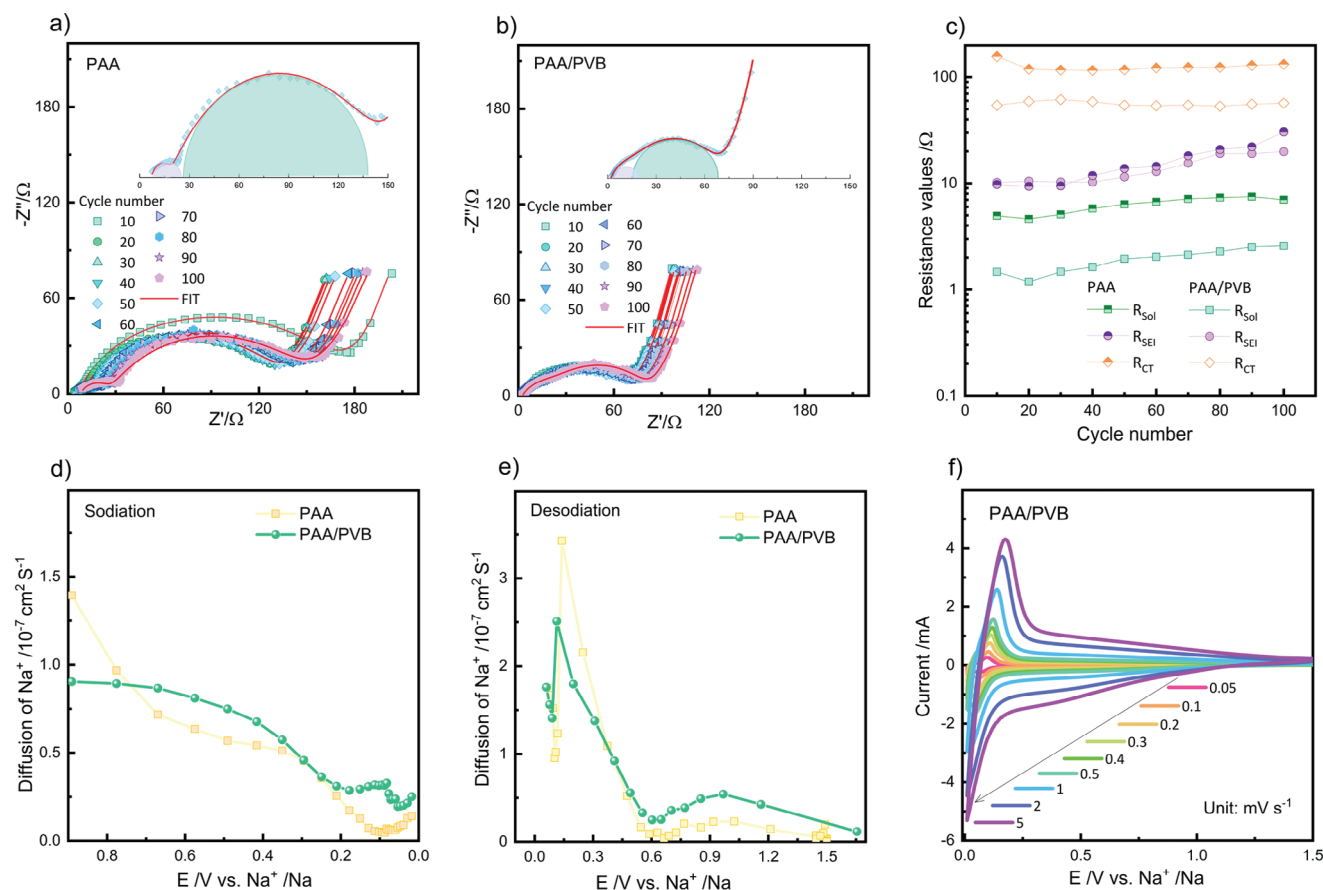 a)
PAA
-Z"/Ω
180
120
60
0
0
60
120
180
Z'/Ω
0
30
60
90
120
150
Cycle number
10
20
30
40
50
60
70
80
90
100
FIT
b)
PAA/PVB
-Z"/Ω
180
120
60
0
0
60
120
180
Z'/Ω
0
30
60
90
120
150
Cycle number
10
20
30
40
50
60
70
80
90
100
FIT
c)
Resistance values /Ω
100
10
1
0.1
0
20
40
60
80
100
Cycle number
PAA PAA/PVB
R_Sol R_Sol
R_SEI R_SEI
R_CT R_CT
d)
Sodiation
PAA
PAA/PVB
Diffusion of Na⁺ /10⁻⁷ cm² S⁻¹
1.5
1.0
0.5
0.0
0.8
0.6
0.4
0.2
0.0
E /V vs. Na⁺ /Na
e)
Desodiation
PAA
PAA/PVB
Diffusion of Na⁺ /10⁻⁷ cm² S⁻¹
3
2
1
0
0.0
0.3
0.6
0.9
1.2
1.5
E /V vs. Na⁺ /Na
f)
PAA/PVB
Current /mA
4
2
0
-2
-4
-6
0.05
0.1
0.2
0.3
0.4
0.5
1
2
5
Unit: mV s⁻¹
0.0
0.5
1.0
1.5
E /V vs. Na⁺ /Na